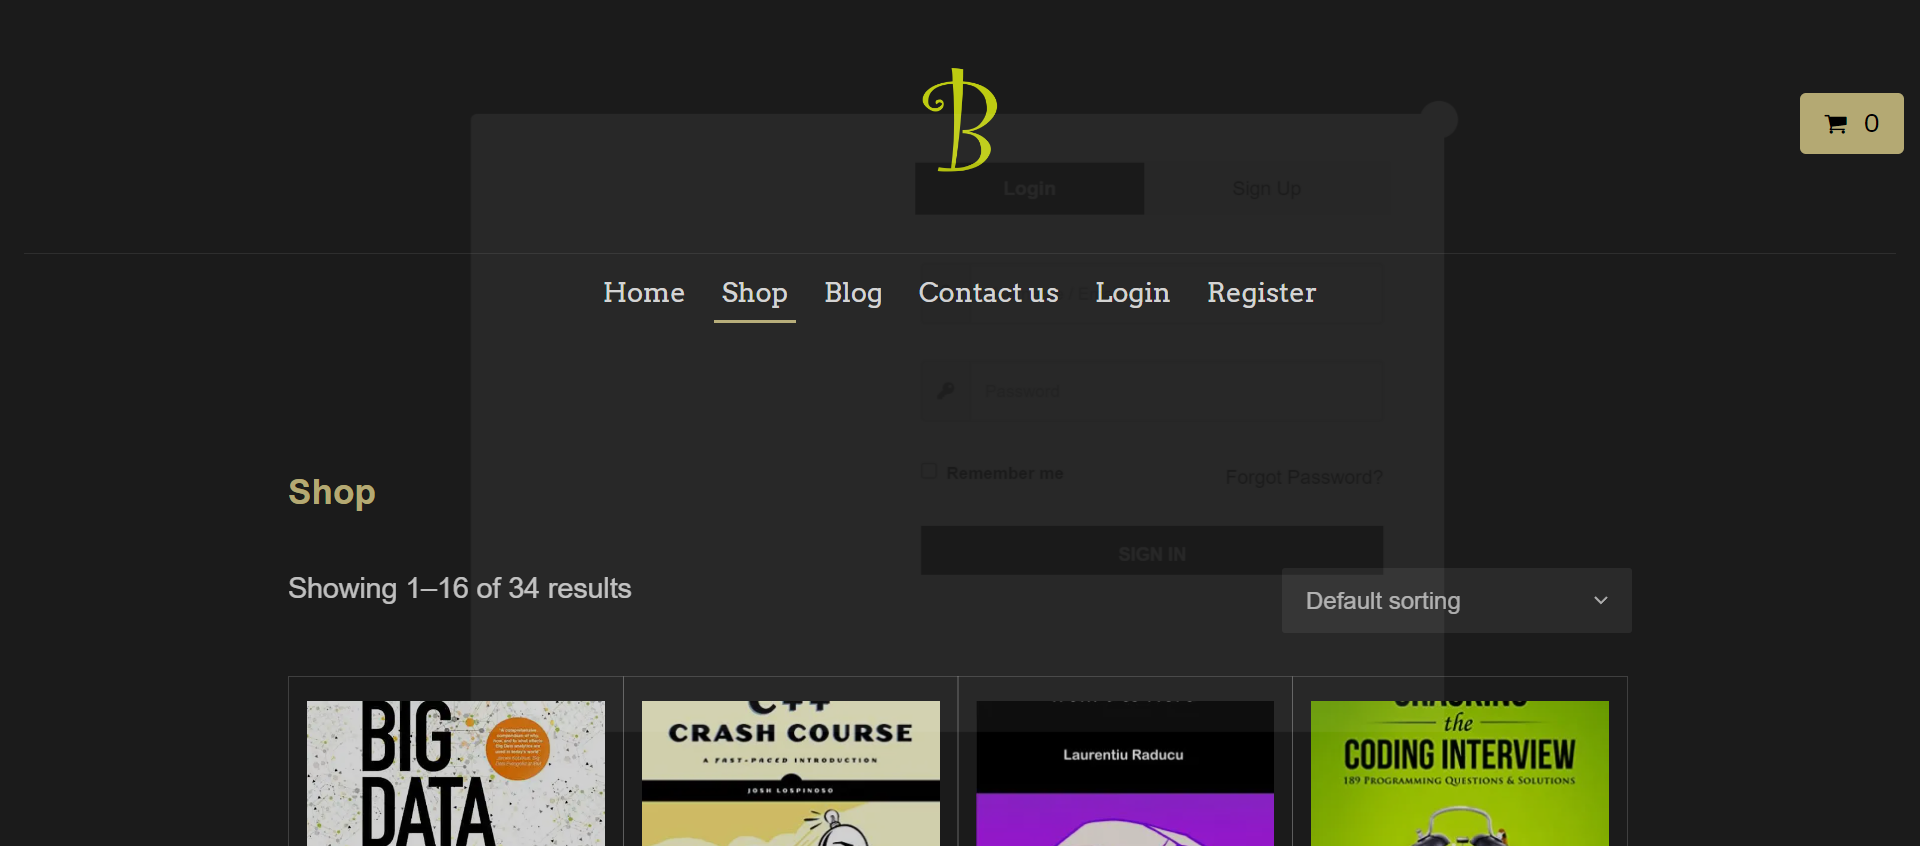 B
0
Login Sign Up
Home Shop Blog Contact us Login Register
Password
Remember me Forgot Password?
Shop
SIGN IN
Showing 1–16 of 34 results
Default sorting
BIG
DATA
C++
CRASH COURSE
A FAST-PACED INTRODUCTION
JOSH LOSPINOSO
Laurentiu Raducu
CRACKING
the
CODING INTERVIEW
189 PROGRAMMING QUESTIONS & SOLUTIONS